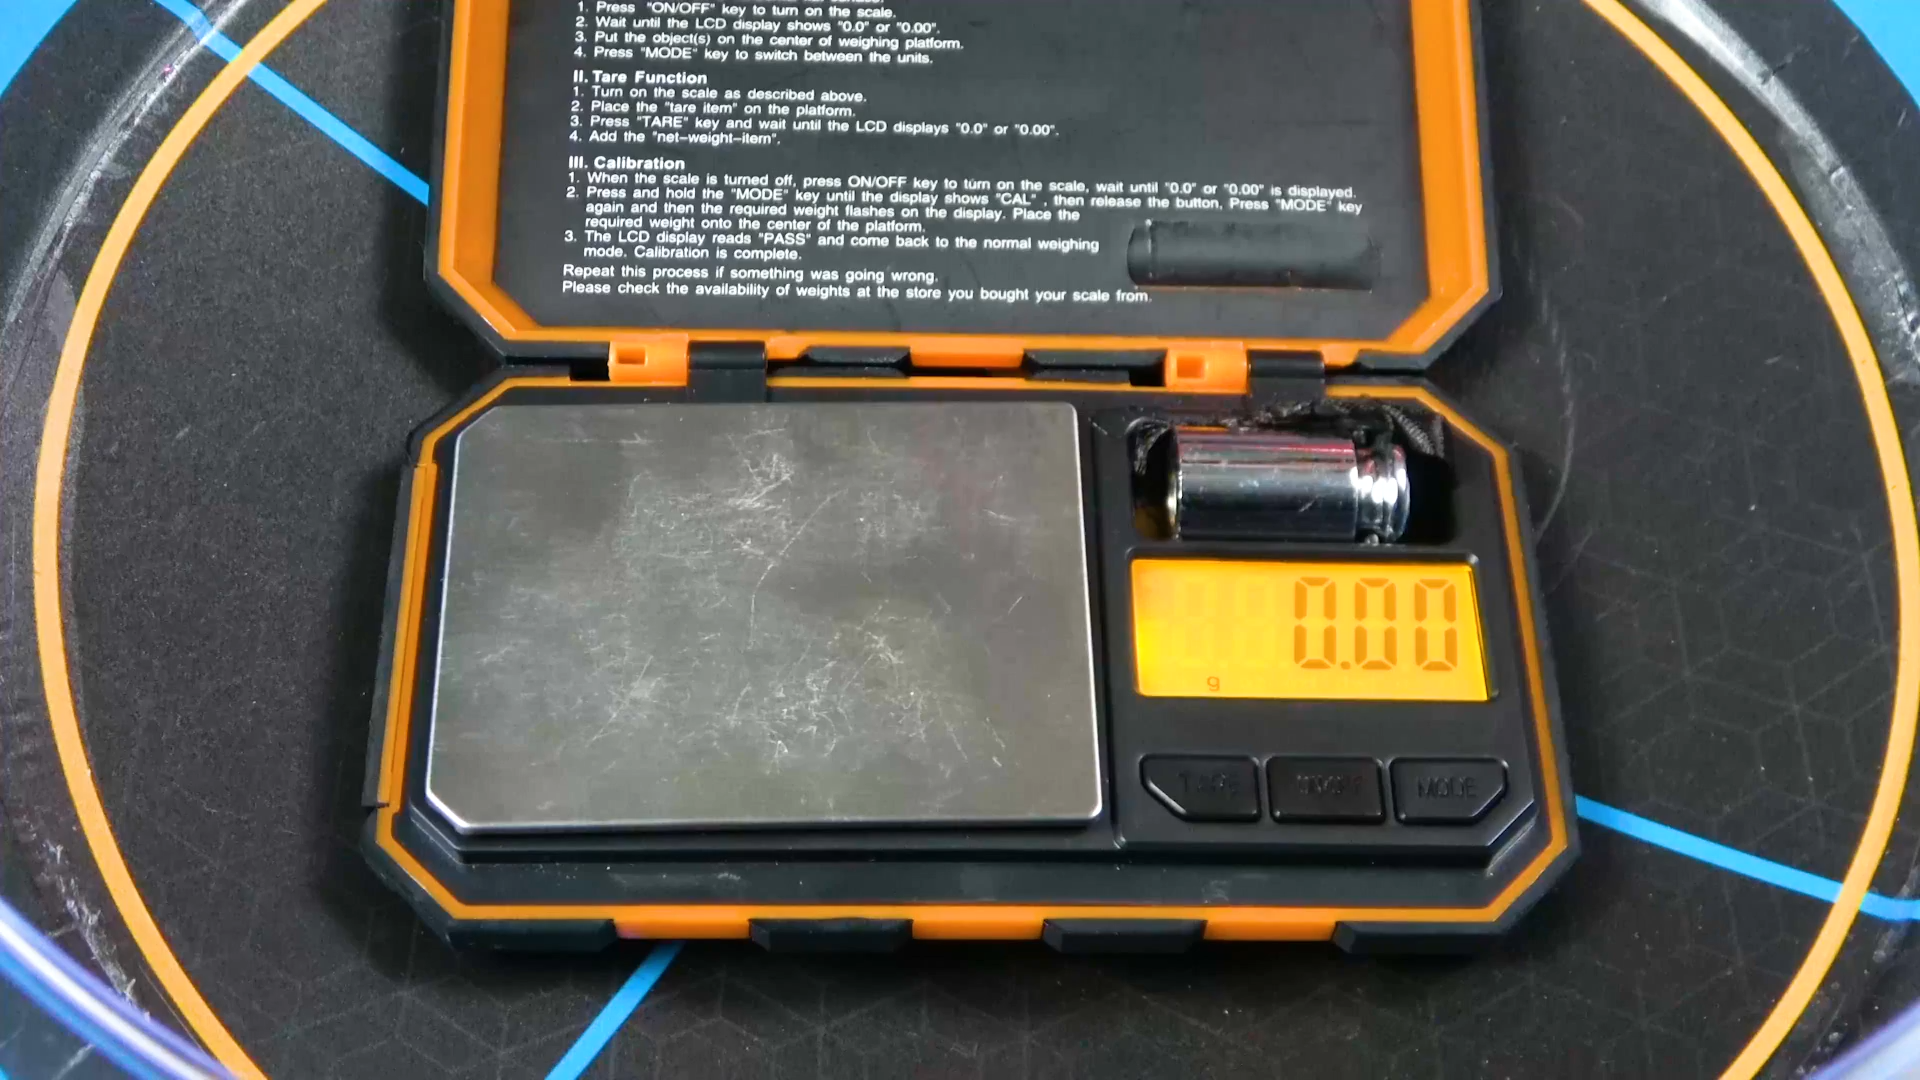 1. Press "ON/OFF" key to turn on the scale.
2. Wait until the LCD display shows "0.0" or "0.00".
3. Put the object(s) on the center of weighing platform.
4. Press "MODE" key to switch between the units.
II. Tare Function
1. Turn on the scale as described above.
2. Place the "tare item" on the platform.
3. Press "TARE" key and wait until the LCD displays "0.0" or "0.00".
4. Add the "net-weight-item".
III. Calibration
1. When the scale is turned off, press ON/OFF key to turn on the scale, wait until "0.0" or "0.00" is displayed.
2. Press and hold the "MODE" key until the display shows "CAL" , then release the button, Press "MODE" key
again and then the required weight flashes on the display. Place the
required weight onto the center of the platform.
3. The LCD display reads "PASS" and come back to the normal weighing
mode. Calibration is complete.
Repeat this process if something was going wrong.
Please check the availability of weights at the store you bought your scale from.
0.00
g
TARE ON/OFF MODE